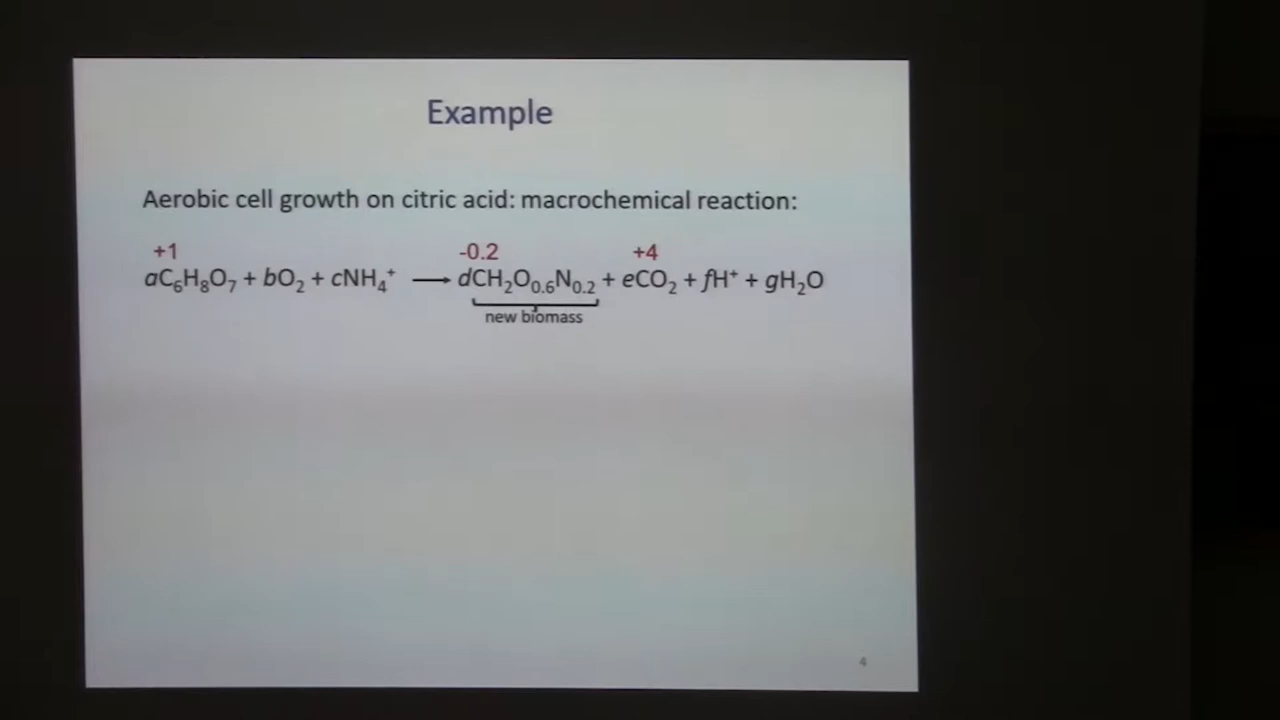 Example
Aerobic cell growth on citric acid: macrochemical reaction:
+1 -0.2 +4
aC₆H₈O₇ + bO₂ + cNH₄⁺ ⟶ dCH₂O₀.₆N₀.₂ + eCO₂ + fH⁺ + gH₂O
new biomass
4